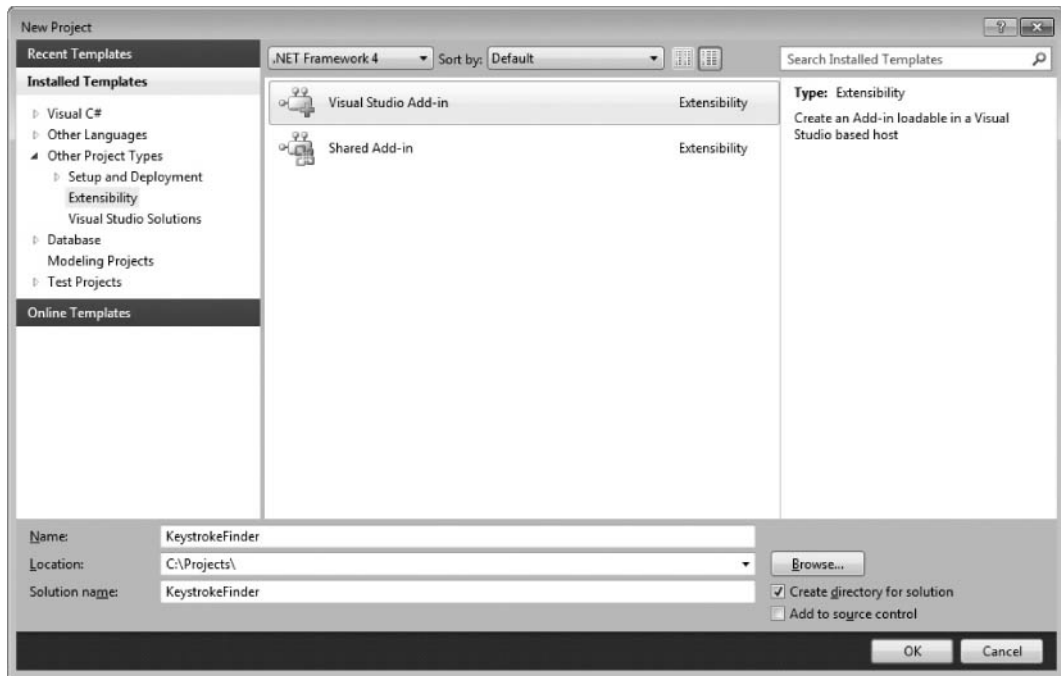 New Project
Recent Templates
Installed Templates
Visual C#
Other Languages
Other Project Types
Setup and Deployment
Extensibility
Visual Studio Solutions
Database
Modeling Projects
Test Projects
Online Templates
.NET Framework 4 Sort by: Default
Visual Studio Add-in Extensibility
Shared Add-in Extensibility
Search Installed Templates
Type: Extensibility
Create an Add-in loadable in a Visual
Studio based host
Name: KeystrokeFinder
Location: C:\Projects\ Browse...
Solution name: KeystrokeFinder
Create directory for solution
Add to source control
OK Cancel